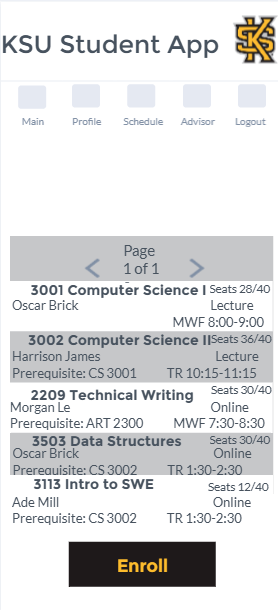 KSU Student App
Main Profile Schedule Advisor Logout
Page
1 of 1
3001 Computer Science I Seats 28/40
Oscar Brick Lecture
MWF 8:00-9:00
3002 Computer Science II Seats 36/40
Harrison James Lecture
Prerequisite: CS 3001 TR 10:15-11:15
2209 Technical Writing Seats 30/40
Morgan Le Online
Prerequisite: ART 2300 MWF 7:30-8:30
3503 Data Structures Seats 30/40
Oscar Brick Online
Prerequisite: CS 3002 TR 1:30-2:30
3113 Intro to SWE Seats 12/40
Ade Mill Online
Prerequisite: CS 3002 TR 1:30-2:30
Enroll